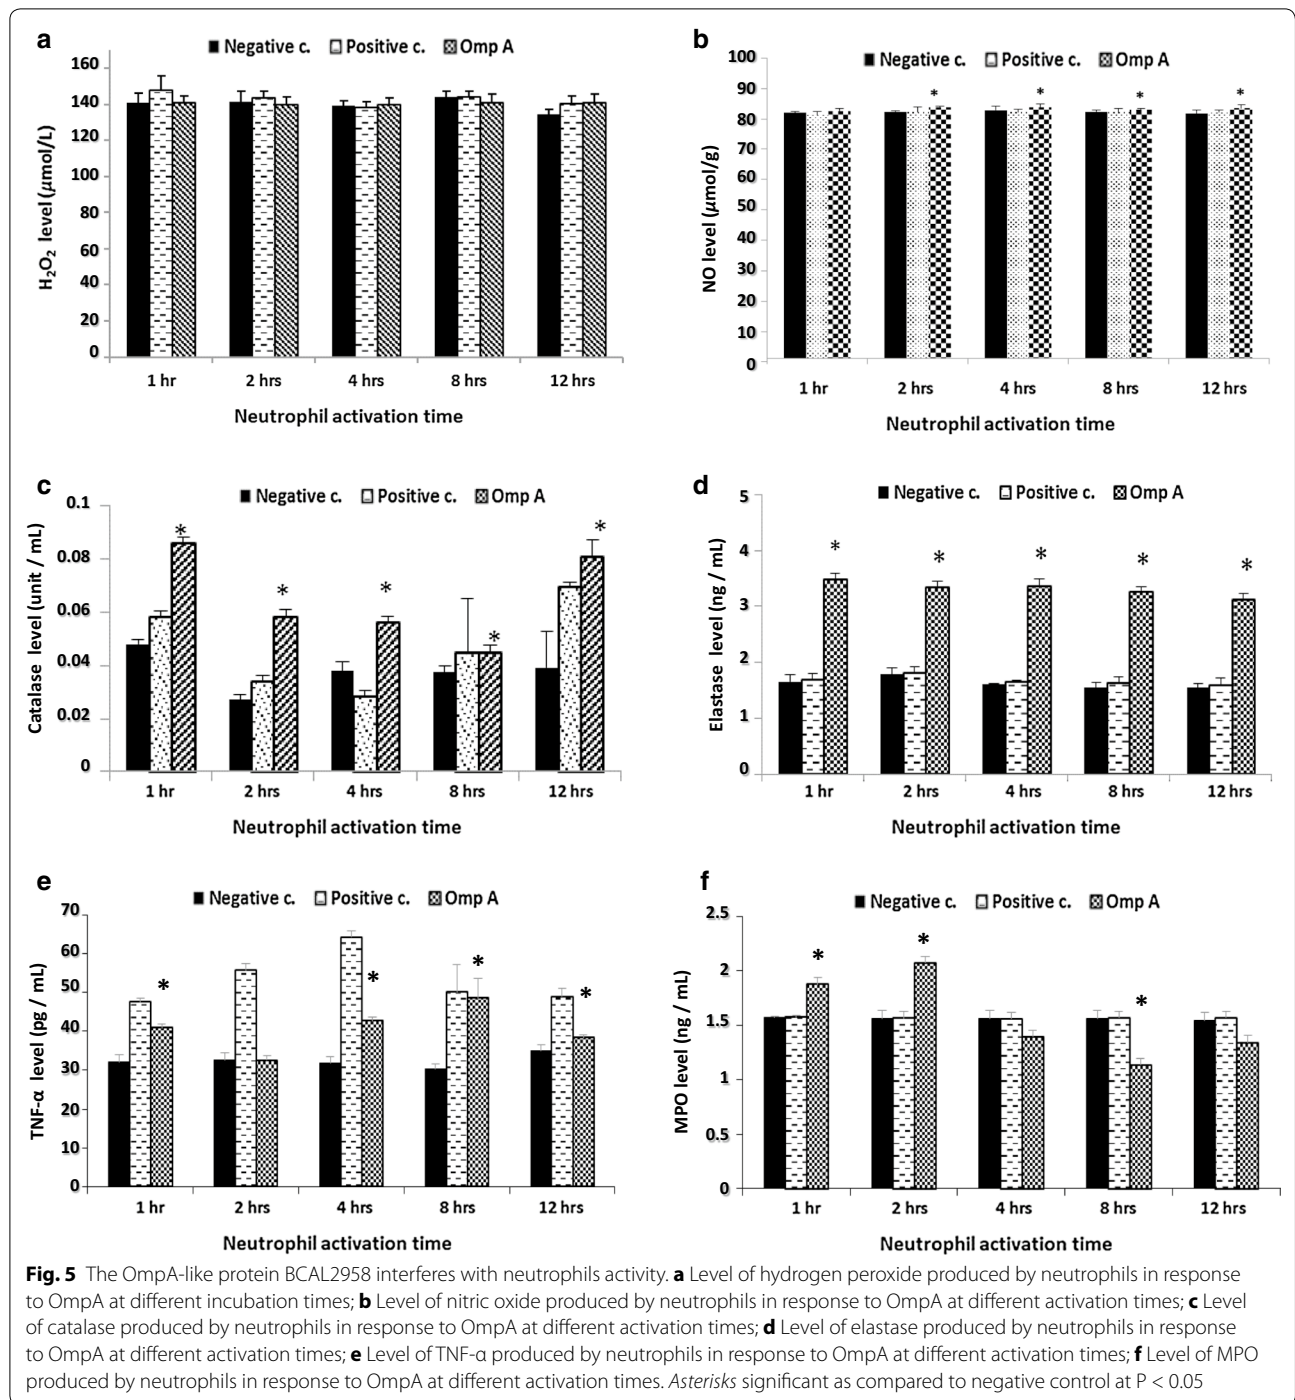 a
Negative c. Positive c. Omp A
160
140
120
100
80
60
40
20
0
H₂O₂ level (µmol/L)
1 hr 2 hrs 4 hrs 8 hrs 12 hrs
Neutrophil activation time
b
Negative c. Positive c. Omp A
100
90
80
70
60
50
40
30
20
10
0
NO level (µmol/g)
* * * *
1 hr 2 hrs 4 hrs 8 hrs 12 hrs
Neutrophil activation time
c
Negative c. Positive c. Omp A
0.1
0.08
0.06
0.04
0.02
0
Catalase level (unit / mL)
* * * * *
1 hr 2 hrs 4 hrs 8 hrs 12 hrs
Neutrophil activation time
d
Negative c. Positive c. Omp A
5
4
3
2
1
0
Elastase level (ng / mL)
* * * * *
1 hr 2 hrs 4 hrs 8 hrs 12 hrs
Neutrophil activation time
e
Negative c. Positive c. Omp A
70
60
50
40
30
20
10
0
TNF-α level (pg / mL)
* * * *
1 hr 2 hrs 4 hrs 8 hrs 12 hrs
Neutrophil activation time
f
Negative c. Positive c. Omp A
2.5
2
1.5
1
0.5
0
MPO level (ng / mL)
* * *
1 hr 2 hrs 4 hrs 8 hrs 12 hrs
Neutrophil activation time
Fig. 5 The OmpA-like protein BCAL2958 interferes with neutrophils activity. a Level of hydrogen peroxide produced by neutrophils in response
to OmpA at different incubation times; b Level of nitric oxide produced by neutrophils in response to OmpA at different activation times; c Level
of catalase produced by neutrophils in response to OmpA at different activation times; d Level of elastase produced by neutrophils in response
to OmpA at different activation times; e Level of TNF-α produced by neutrophils in response to OmpA at different activation times; f Level of MPO
produced by neutrophils in response to OmpA at different activation times. Asterisks significant as compared to negative control at P < 0.05